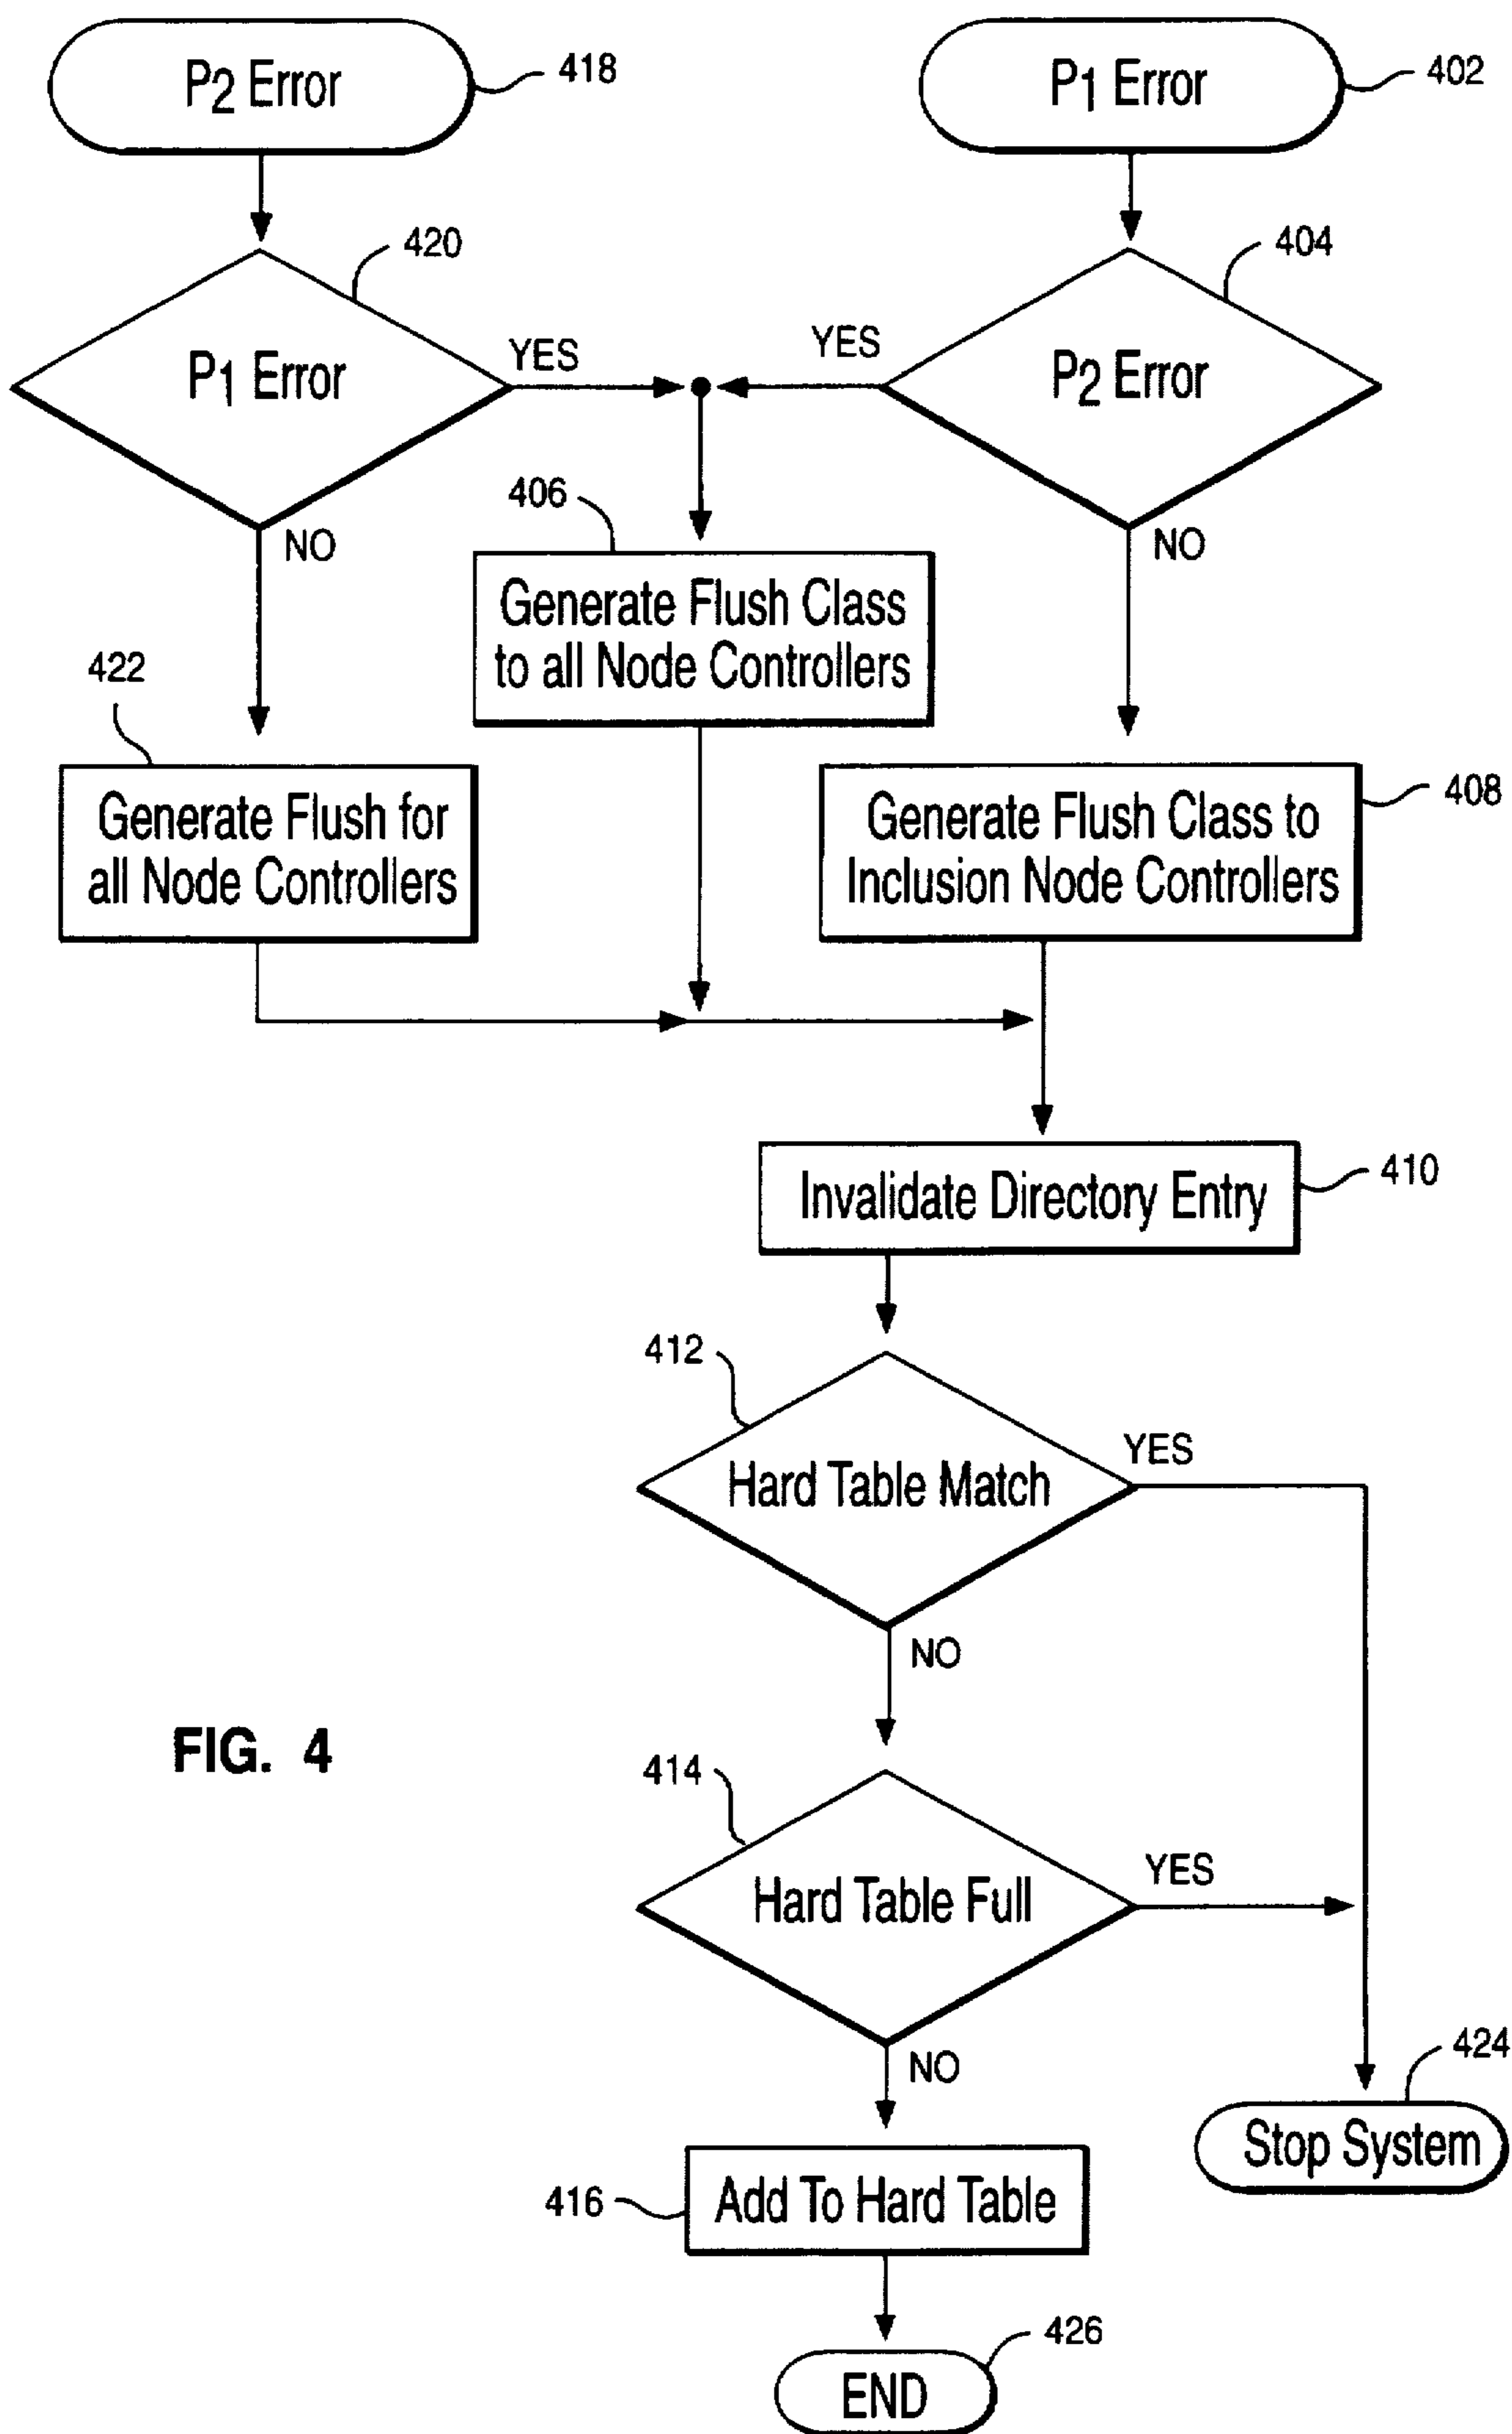 P2 Error
418
P1 Error
402
420
404
P1 Error
YES
YES
P2 Error
NO
NO
406
Generate Flush Class
to all Node Controllers
422
Generate Flush for
all Node Controllers
Generate Flush Class to
Inclusion Node Controllers
408
Invalidate Directory Entry
410
412
Hard Table Match
YES
NO
FIG. 4
414
Hard Table Full
YES
NO
424
Stop System
416
Add To Hard Table
426
END